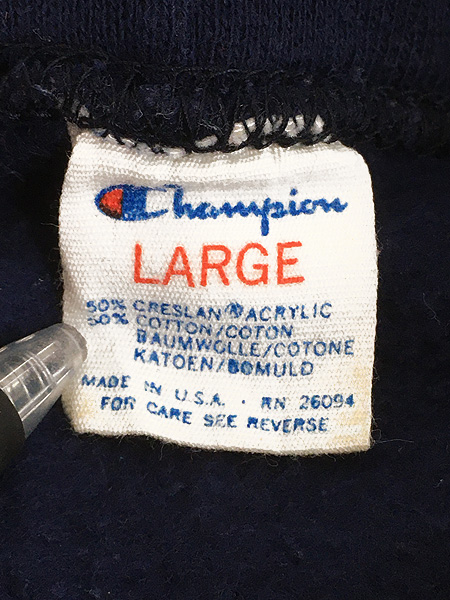 Champion
LARGE
50% CRESLAN® ACRYLIC
50% COTTON/COTON
BAUMWOLLE/COTONE
KATOEN/BOMULD
MADE IN U.S.A. · RN 26094
FOR CARE SEE REVERSE